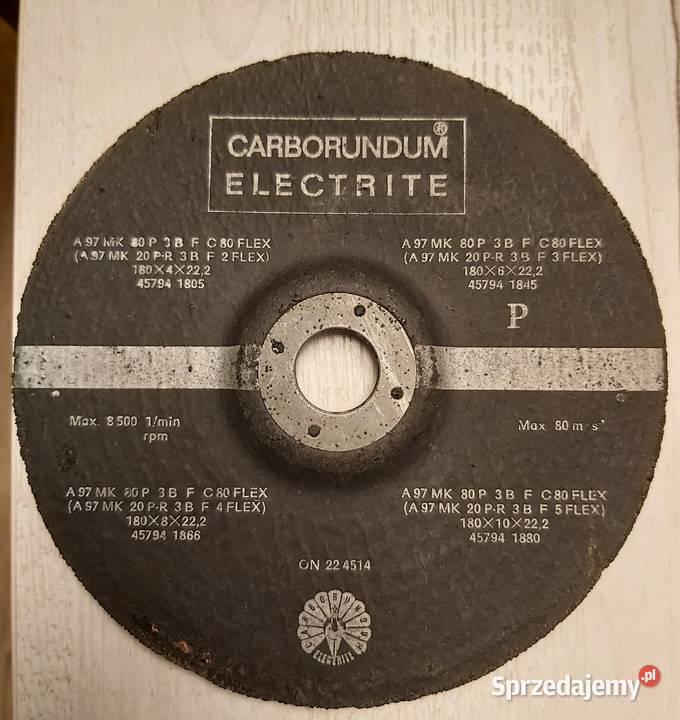 CARBORUNDUM®
ELECTRITE
A 97 MK 80 P 3 B F C 80 FLEX
(A 97 MK 20 P-R 3 B F 2 FLEX)
180×4×22,2
45794 1805
A 97 MK 80 P 3 B F C 80 FLEX
(A 97 MK 20 P-R 3 B F 3 FLEX)
180×6×22,2
45794 1845
P
Max. 8 500 1/min
rpm
Max 80 m·s⁻¹
A 97 MK 80 P 3 B F C 80 FLEX
(A 97 MK 20 P-R 3 B F 4 FLEX)
180×8×22,2
45794 1866
A 97 MK 80 P 3 B F C 80 FLEX
(A 97 MK 20 P-R 3 B F 5 FLEX)
180×10×22,2
45794 1880
ON 22 4514
CARBORUNDUM
ELECTRITE
Sprzedajemy.pl